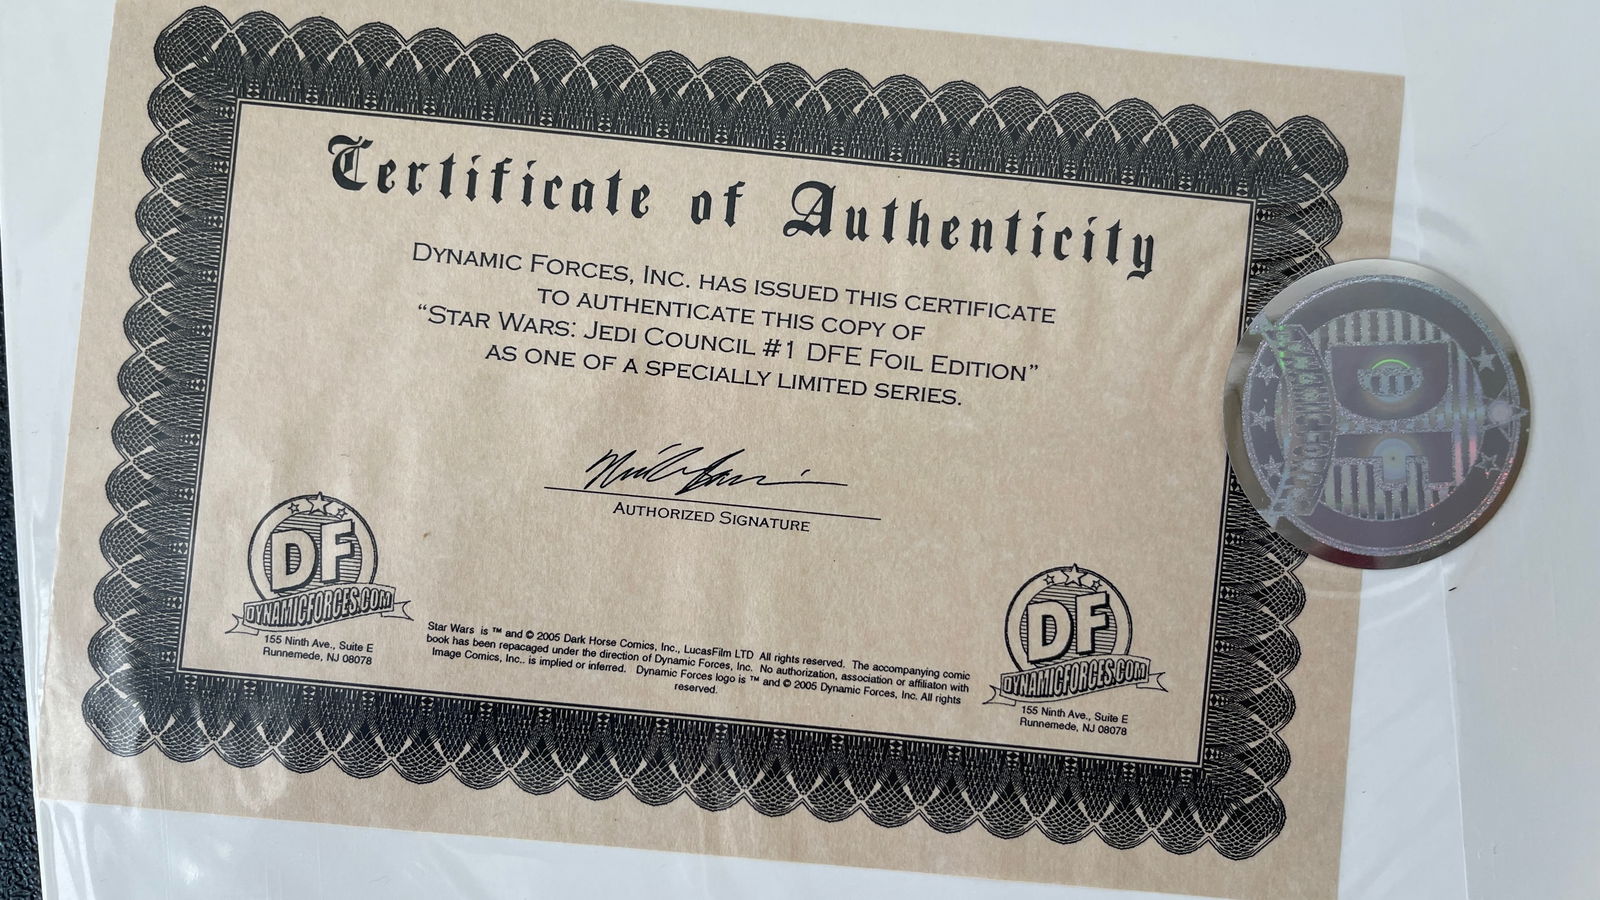 Certificate of Authenticity
DYNAMIC FORCES, INC. HAS ISSUED THIS CERTIFICATE
TO AUTHENTICATE THIS COPY OF
“STAR WARS: JEDI COUNCIL #1 DFE FOIL EDITION”
AS ONE OF A SPECIALLY LIMITED SERIES.
AUTHORIZED SIGNATURE
DF
DYNAMICFORCES.COM
155 Ninth Ave., Suite E
Runnemede, NJ 08078
Star Wars is ™ and © 2005 Dark Horse Comics, Inc., LucasFilm LTD All rights reserved. The accompanying comic
book has been repacaged under the direction of Dynamic Forces, Inc. No authorization, association or affiliaton with
Image Comics, Inc.. is implied or inferred. Dynamic Forces logo is ™ and © 2005 Dynamic Forces, Inc. All rights
reserved.
DF
DYNAMICFORCES.COM
155 Ninth Ave., Suite E
Runnemede, NJ 08078
DF
DYNAMIC FORCES